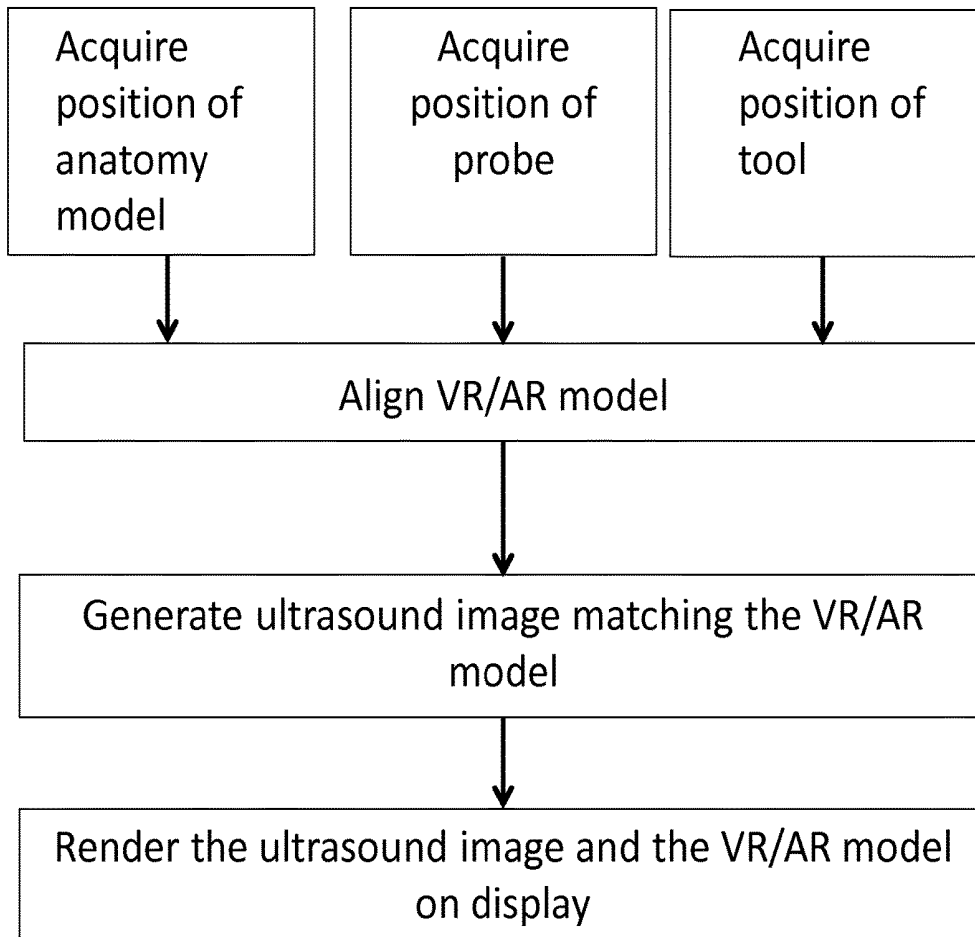 Acquire
position of
anatomy
model
Acquire
position of
probe
Acquire
position of
tool
Align VR/AR model
Generate ultrasound image matching the VR/AR
model
Render the ultrasound image and the VR/AR model
on display